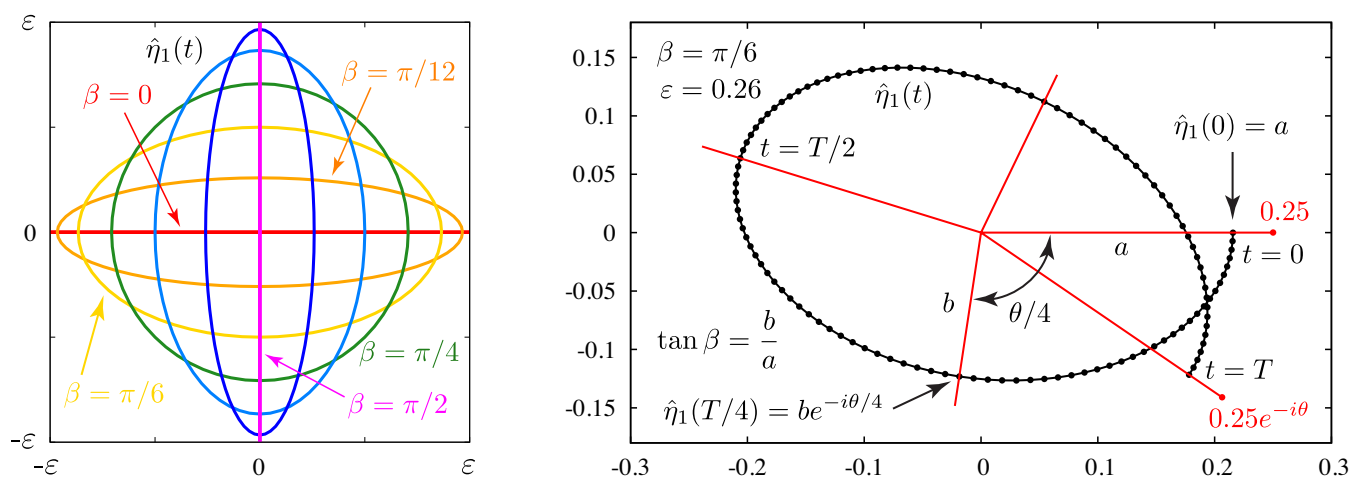 ε
η̂₁(t)
β = π/12
β = 0
0
β = π/4
β = π/6
β = π/2
-ε
-ε
0
ε
0.15
0.1
0.05
0
-0.05
-0.1
-0.15
β = π/6
ε = 0.26
η̂₁(t)
η̂₁(0) = a
t = T/2
0.25
a
t = 0
b
θ/4
tan β = b/a
t = T
η̂₁(T/4) = be^{-iθ/4}
0.25e^{-iθ}
-0.3
-0.2
-0.1
0
0.1
0.2
0.3